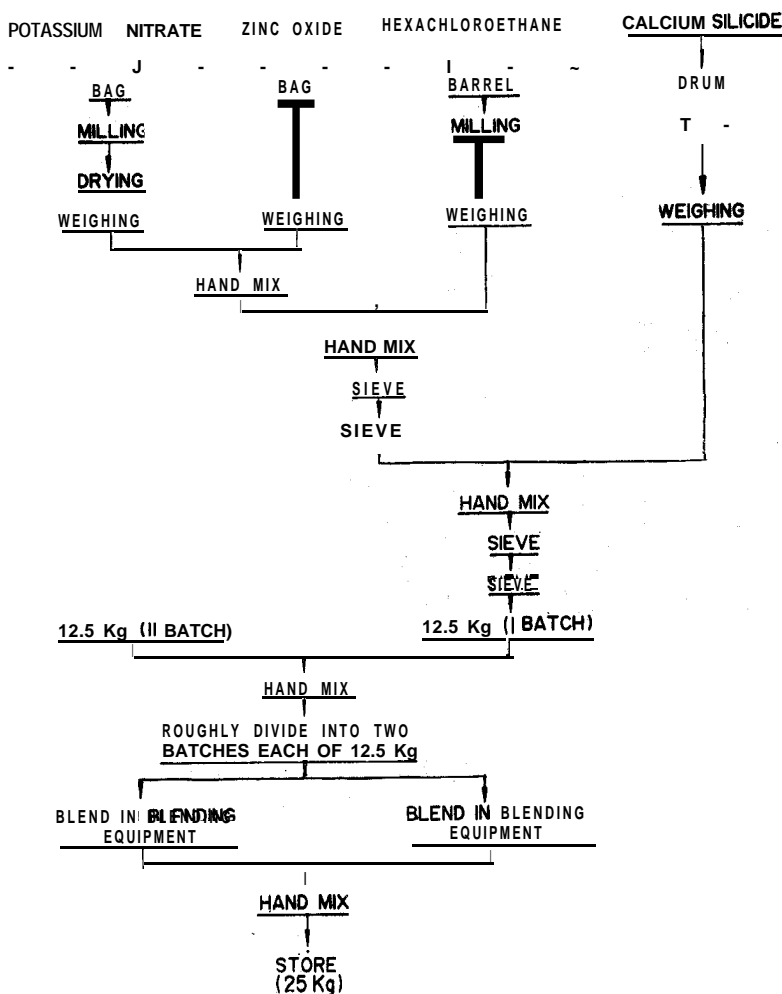 POTASSIUM NITRATE ZINC OXIDE HEXACHLOROETHANE CALCIUM SILICIDE
BAG BAG BARREL DRUM
MILLING MILLING
DRYING
WEIGHING WEIGHING WEIGHING WEIGHING
HAND MIX
HAND MIX
SIEVE
SIEVE
HAND MIX
SIEVE
SIEVE
12.5 Kg (II BATCH) 12.5 Kg (I BATCH)
HAND MIX
ROUGHLY DIVIDE INTO TWO
BATCHES EACH OF 12.5 Kg
BLEND IN BLENDING BLEND IN BLENDING
EQUIPMENT EQUIPMENT
HAND MIX
STORE
(25 Kg)